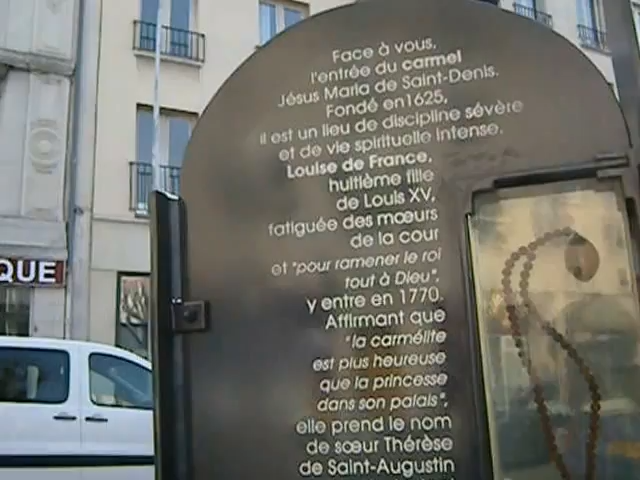 Face à vous,
l'entrée du carmel
Jésus Maria de Saint-Denis.
Fondé en1625,
il est un lieu de discipline sévère
et de vie spirituelle intense.
Louise de France,
huitième fille
de Louis XV,
fatiguée des mœurs
de la cour
et "pour ramener le roi
tout à Dieu",
y entre en 1770.
Affirmant que
"la carmélite
est plus heureuse
que la princesse
dans son palais",
elle prend le nom
de sœur Thérèse
de Saint-Augustin
QUE